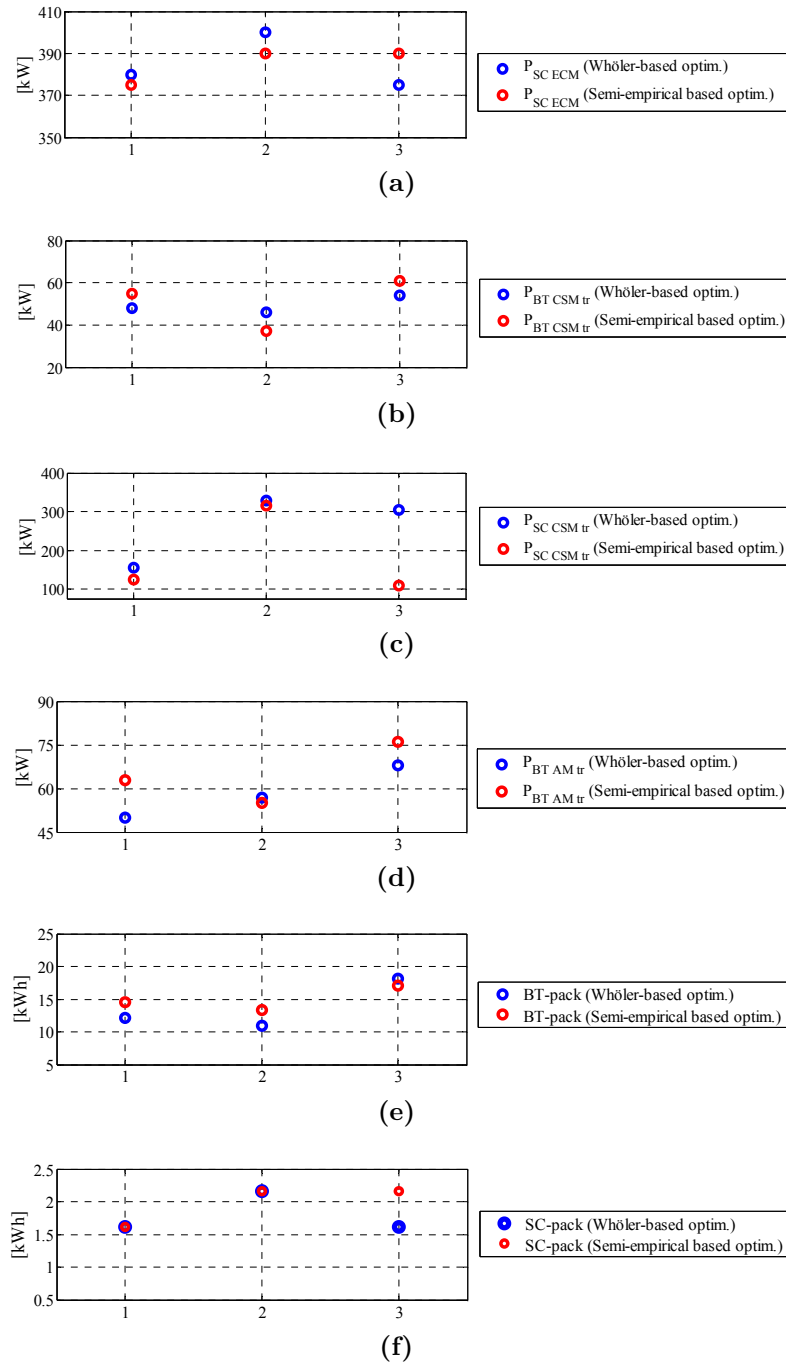 410
390
370
350
[kW]
1 2 3
P_SC ECM (Whöler-based optim.)
P_SC ECM (Semi-empirical based optim.)
(a)
80
60
40
20
[kW]
1 2 3
P_BT CSM tr (Whöler-based optim.)
P_BT CSM tr (Semi-empirical based optim.)
(b)
400
300
200
100
[kW]
1 2 3
P_SC CSM tr (Whöler-based optim.)
P_SC CSM tr (Semi-empirical based optim.)
(c)
90
75
60
45
[kW]
1 2 3
P_BT AM tr (Whöler-based optim.)
P_BT AM tr (Semi-empirical based optim.)
(d)
25
20
15
10
5
[kWh]
1 2 3
BT-pack (Whöler-based optim.)
BT-pack (Semi-empirical based optim.)
(e)
2.5
2
1.5
1
0.5
[kWh]
1 2 3
SC-pack (Whöler-based optim.)
SC-pack (Semi-empirical based optim.)
(f)